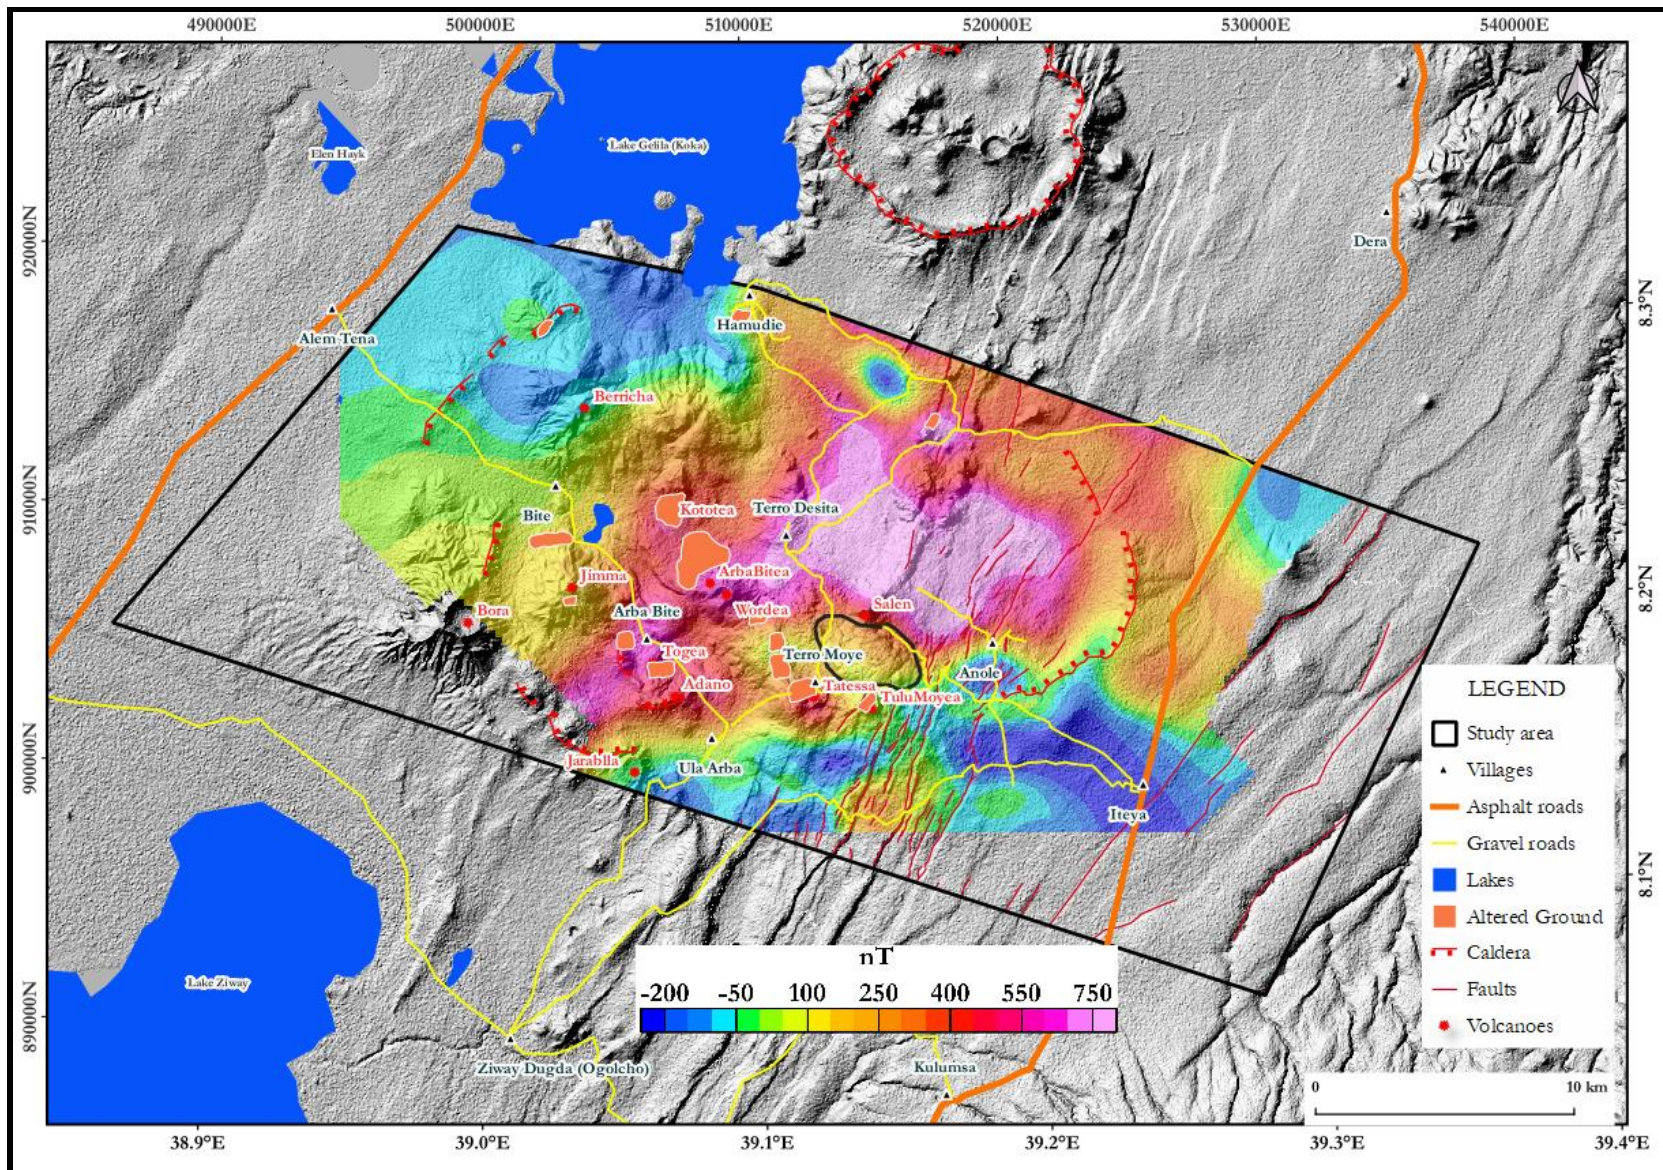 490000E 500000E 510000E 520000E 530000E 540000E
Elen Hayk
Lake Gelila (Koka)
920000N
Dera
8.3°N
Hamudie
Alem Tena
Berricha
910000N
Bite
Kototea
Terro Desita
Jimma
ArbaBitea
8.2°N
Bora
Arba Bite
Wordea
Salen
Togea
Terro Moye
Anole
Adano
Tatessa
TuluMoyea
900000N
Jarablla
Ula Arba
Iteya
8.1°N
LEGEND
Study area
Villages
Asphalt roads
Gravel roads
Lakes
Altered Ground
Caldera
Faults
Volcanoes
nT
-200 -50 100 250 400 550 750
Lake Ziway
890000N
Ziway Dugda (Ogolcho)
Kulumsa
0 10 km
38.9°E 39.0°E 39.1°E 39.2°E 39.3°E 39.4°E